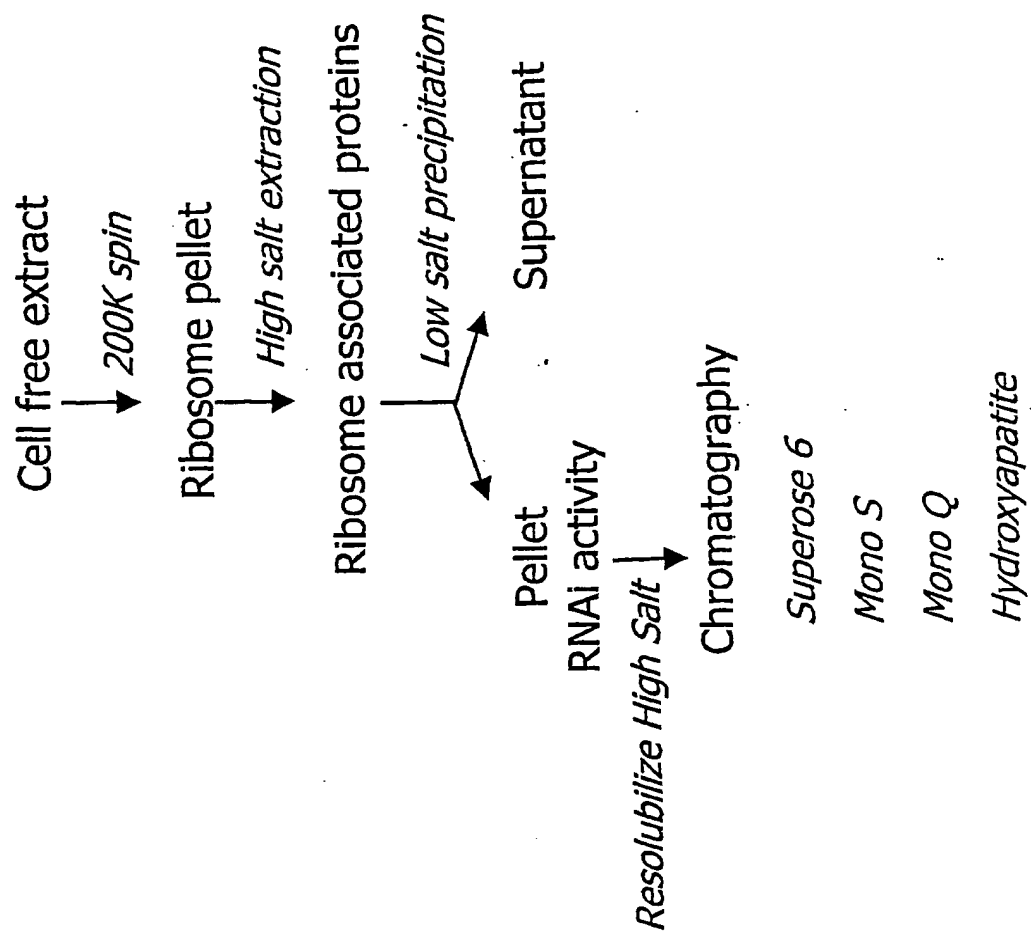 Cell free extract
200K spin
Ribosome pellet
High salt extraction
Ribosome associated proteins
Low salt precipitation
Pellet
Supernatant
RNAi activity
Resolubilize High Salt
Chromatography
Superose 6
Mono S
Mono Q
Hydroxyapatite